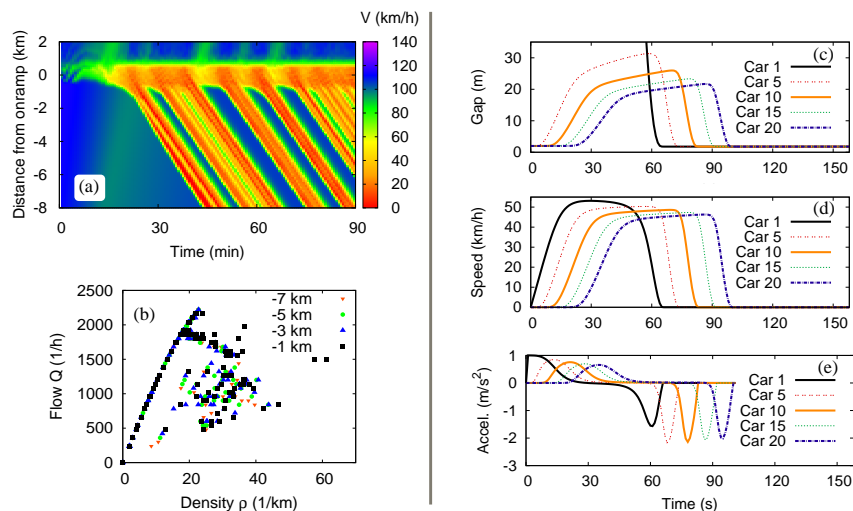 V (km/h)
Distance from onramp (km)
2
0
-2
-4
-6
-8
(a)
0 30 60 90
Time (min)
140
120
100
80
60
40
20
0
(b)
Flow Q (1/h)
2500
2000
1500
1000
500
0
-7 km
-5 km
-3 km
-1 km
0 10 20 30 40 50 60 70
Density ρ (1/km)
(c)
Gap (m)
30
20
10
0
Car 1
Car 5
Car 10
Car 15
Car 20
0 30 60 90 120 150
(d)
Speed (km/h)
50
40
30
20
10
0
Car 1
Car 5
Car 10
Car 15
Car 20
0 30 60 90 120 150
(e)
Accel. (m/s²)
1
0
-1
-2
-3
Car 1
Car 5
Car 10
Car 15
Car 20
0 30 60 90 120 150
Time (s)